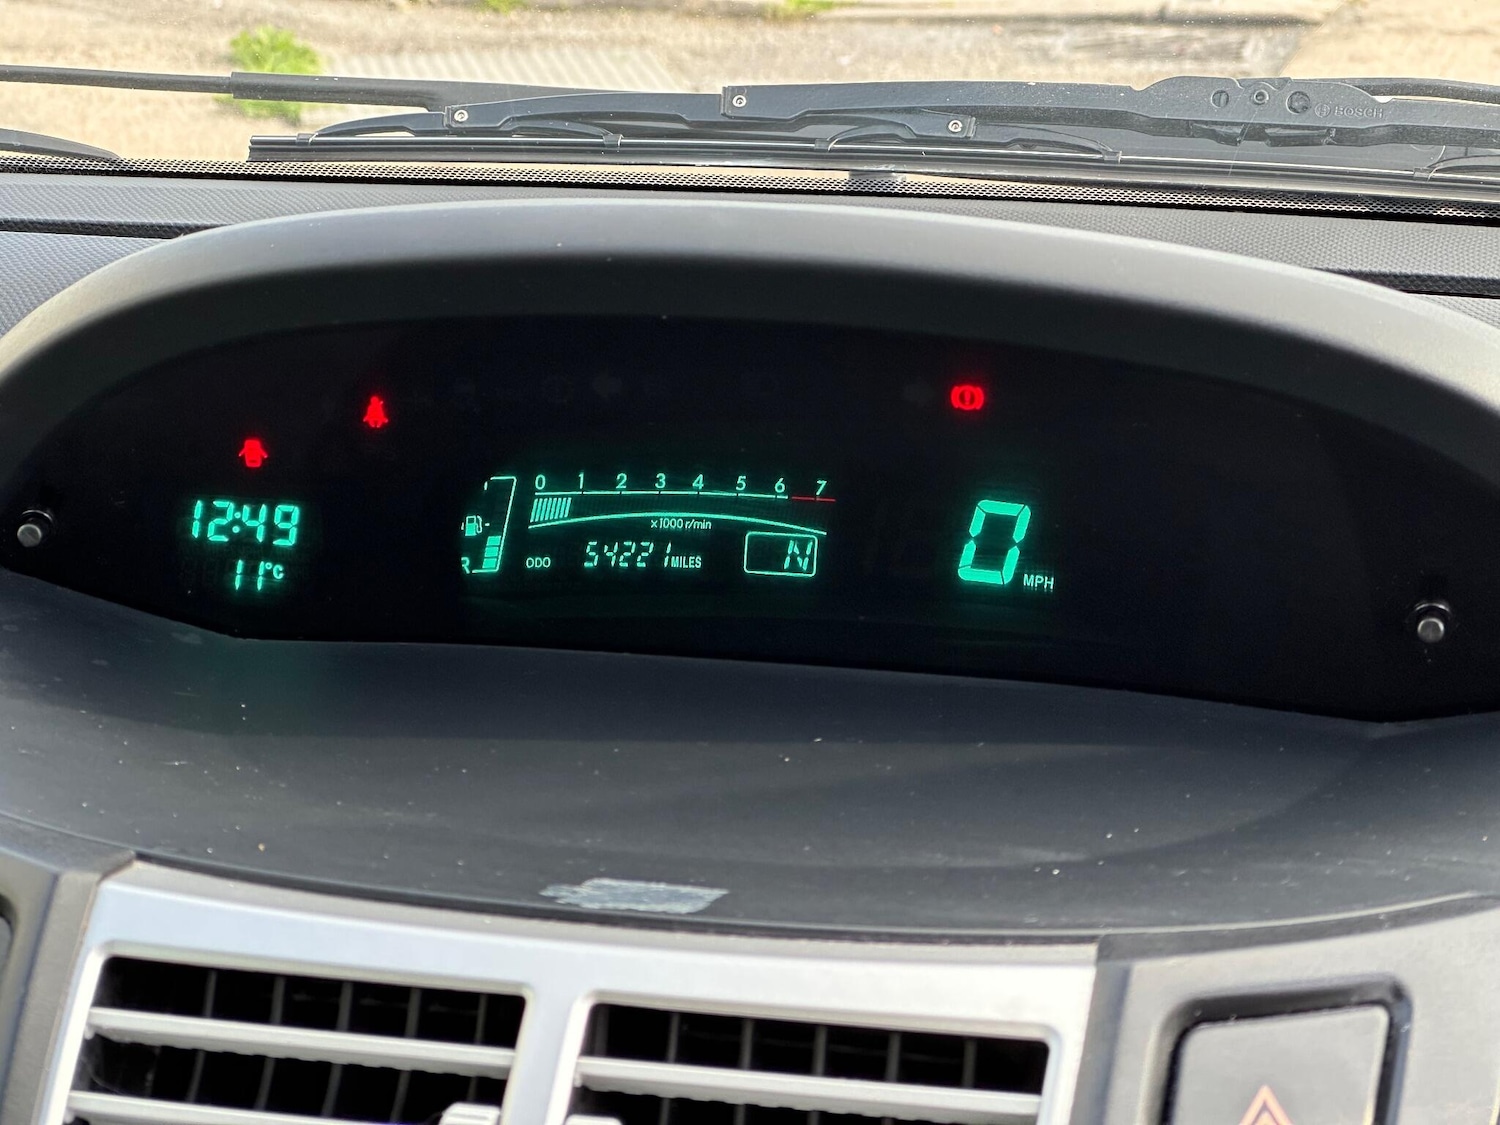 BOSCH
12:49
11°C
R
0 1 2 3 4 5 6 7
x1000 r/min
ODO 54221 MILES
N
0 MPH